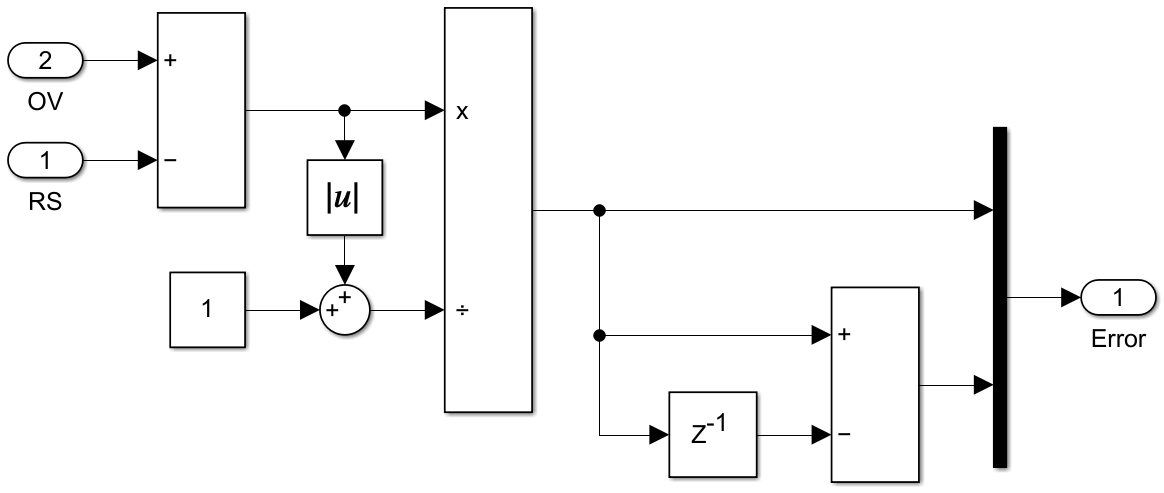 2
OV
+
1
RS
−
|u|
1
+
+
x
÷
Z-1
+
−
1
Error